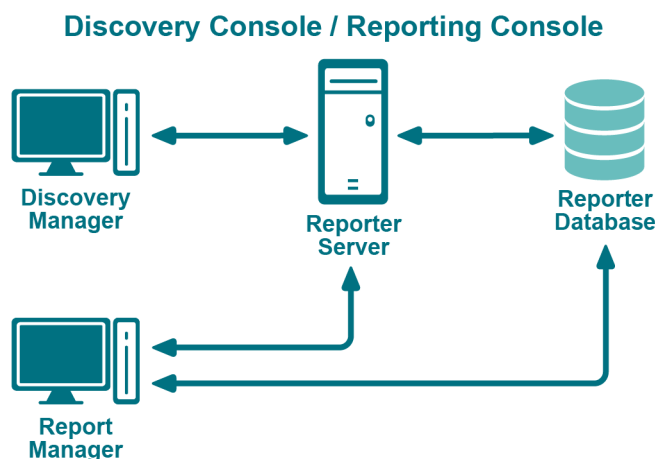 Discovery Console / Reporting Console
Discovery
Manager
Reporter
Server
Reporter
Database
Report
Manager